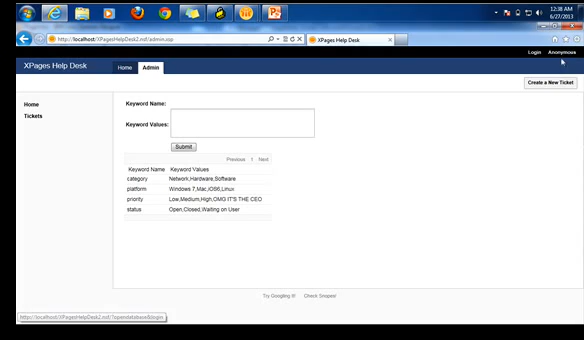 12:38 AM
6/27/2013
http://localhost/XPagesHelpDesk2.nsf/admin.xsp
XPages Help Desk
Login Anonymous
XPages Help Desk Home Admin
Create a New Ticket
Home
Tickets
Keyword Name:
Keyword Values:
Submit
Previous 1 Next
Keyword Name Keyword Values
category Network,Hardware,Software
platform Windows 7,Mac,iOS6,Linux
priority Low,Medium,High,OMG IT'S THE CEO
status Open,Closed,Waiting on User
Try Googling it! Check Snopes!
http://localhost/XPagesHelpDesk2.nsf/?opendatabase&login